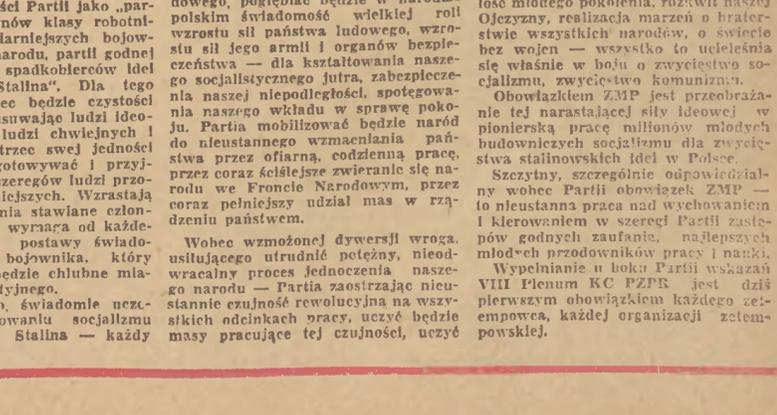 ści Partii jako „par-
nów klasy robotni-
darniejszych bojow-
narodu, partii godnej
spadkobierców idei
Stalina". Dla tego
ec będzie czystości
suwając ludzi ideo-
ludzi chwiejnych i
trzec swej jedności
gotowywać i przyj-
szeregów ludzi przo-
iejszych. Wzrastają
nia stawiane człon-
wymaga od każde-
postawy świado-
bojownika, który
ędzie chlubne mia-
tyjnego.
o, świadomie ucze-
owaniu socjalizmu
Stalina — każdy
dowego, pogłębiać będzie w narodzie
polskim świadomość wielkiej roli
wzrostu sił państwa ludowego, wzro-
stu sił jego armii i organów bezpie-
czeństwa — dla kształtowania nasze-
go socjalistycznego jutra, zabezpiecze-
nia naszej niepodległości, spotęgowa-
nia naszego wkładu w sprawę poko-
ju. Partia mobilizować będzie naród
do nieustannego wzmacniania pań-
stwa przez ofiarną, codzienną pracę,
przez coraz ściślejsze zwieranie się na-
rodu we Froncie Narodowym, przez
coraz pełniejszy udział mas w rzą-
dzeniu państwem.
Wobec wzmożonej dywersji wroga,
usiłującego utrudnić potężny, nieod-
wracalny proces jednoczenia nasze-
go narodu — Partia zaostrzając nieu-
stannie czujność rewolucyjną na wszy-
stkich odcinkach pracy, uczyć będzie
masy pracujące tej czujności, uczyć
łość młodego pokolenia, rozkwit naszej
Ojczyzny, realizacja marzeń o brater-
stwie wszystkich narodów, o świecie
bez wojen — wszystko to ucieleśnia
się właśnie w boju o zwycięstwo so-
cjalizmu, zwycięstwo komunizmu.
Obowiązkiem ZMP jest przeobraża-
nie tej narastającej siły ideowej w
pionierską pracę milionów młodych
budowniczych socjalizmu dla zwycię-
stwa stalinowskich idei w Polsce.
Szczytny, szczególnie odpowiedzial-
ny wobec Partii obowiązek ZMP —
to nieustanna praca nad wychowaniem
i kierowaniem w szeregi Partii zastę-
pów godnych zaufania, najlepszych
młodych przodowników pracy i nauki.
Wypełnianie u boku Partii wskazań
VIII Plenum KC PZPR jest dziś
pierwszym obowiązkiem każdego zet-
empowca, każdej organizacji zetem-
powskiej.